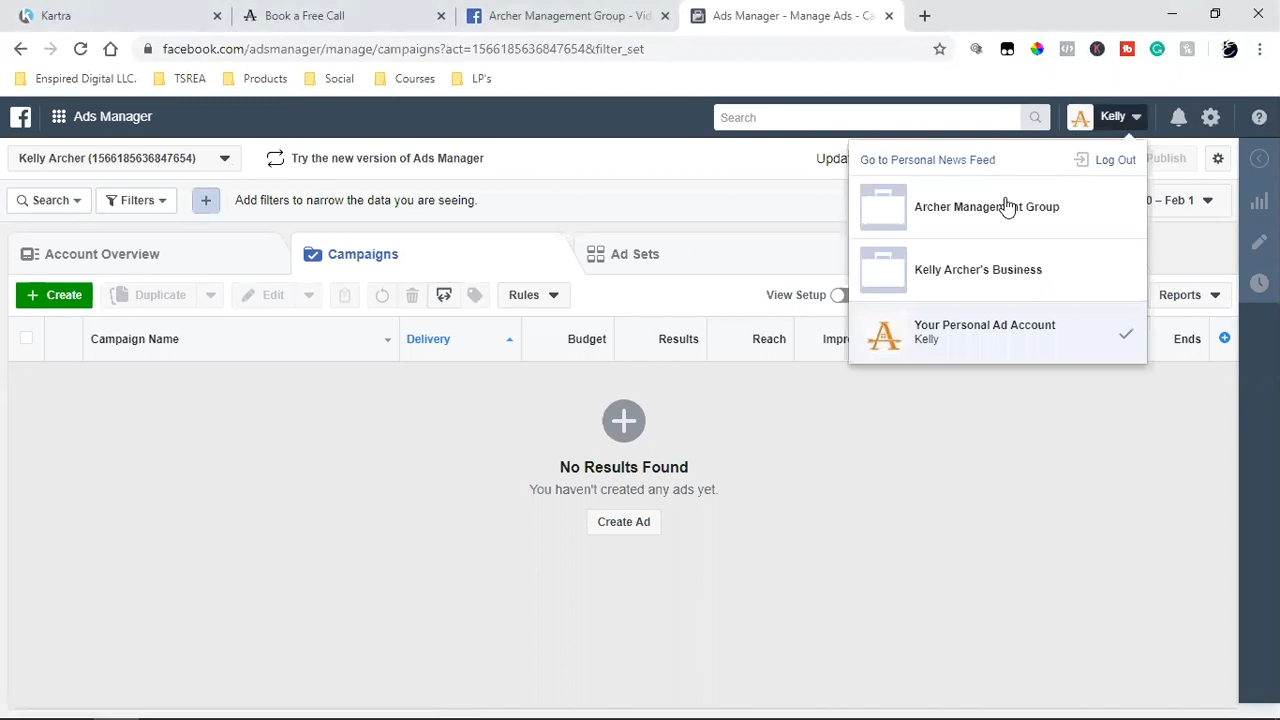 Kartra
Book a Free Call
Archer Management Group - Vid
Ads Manager - Manage Ads - Ca
facebook.com/adsmanager/manage/campaigns?act=1566185636847654&filter_set
Enspired Digital LLC.
TSREA
Products
Social
Courses
LP's
Ads Manager
Search
Kelly
Kelly Archer (1566185636847654)
Try the new version of Ads Manager
Go to Personal News Feed
Log Out
Publish
Search
Filters
Add filters to narrow the data you are seeing.
Archer Management Group
0 – Feb 1
Account Overview
Campaigns
Ad Sets
Kelly Archer's Business
Create
Duplicate
Edit
Rules
View Setup
Reports
Your Personal Ad Account
Kelly
Campaign Name
Delivery
Budget
Results
Reach
Ends
No Results Found
You haven't created any ads yet.
Create Ad